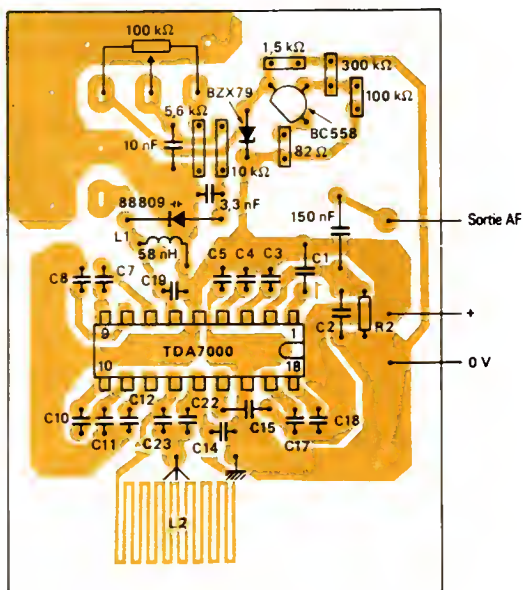 100 kΩ
1,5 kΩ
300 kΩ
BZX79
100 kΩ
5,6 kΩ
BC558
10 nF
82 Ω
10 kΩ
3,3 nF
88809
150 nF
Sortie AF
L1
58 nH
C8
C7
C5
C4
C3
C1
C19
C2
R2
+
9
1
TDA7000
10
18
0 V
C12
C22
C10
C11
C23
C14
C15
C17
C18
L2